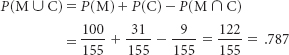 P(M ∪ C) = P(M) + P(C) − P(M ∩ C)
= 100/155 + 31/155 − 9/155 = 122/155 = .787